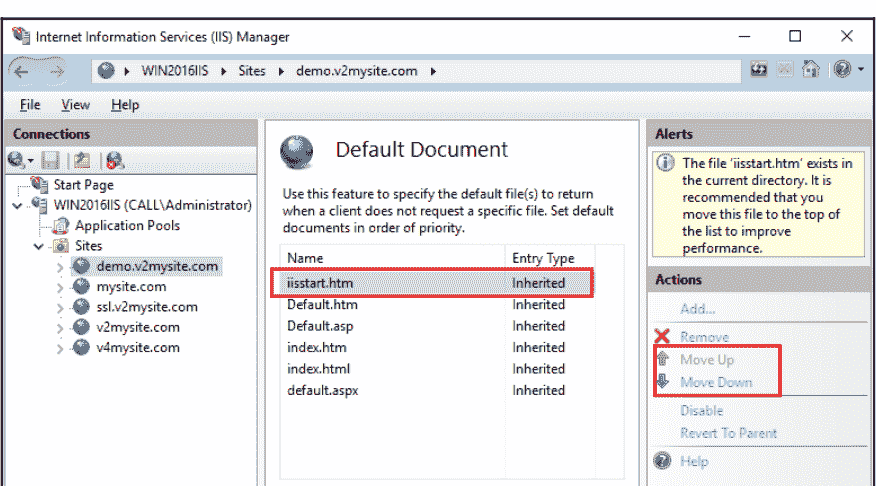 Internet Information Services (IIS) Manager
WIN2016IIS Sites demo.v2mysite.com
File View Help
Connections
Start Page
WIN2016IIS (CALL\Administrator)
Application Pools
Sites
demo.v2mysite.com
mysite.com
ssl.v2mysite.com
v2mysite.com
v4mysite.com
Default Document
Use this feature to specify the default file(s) to return
when a client does not request a specific file. Set default
documents in order of priority.
Name Entry Type
iisstart.htm Inherited
Default.htm Inherited
Default.asp Inherited
index.htm Inherited
index.html Inherited
default.aspx Inherited
Alerts
The file 'iisstart.htm' exists in
the current directory. It is
recommended that you
move this file to the top of
the list to improve
performance.
Actions
Add...
Remove
Move Up
Move Down
Disable
Revert To Parent
Help